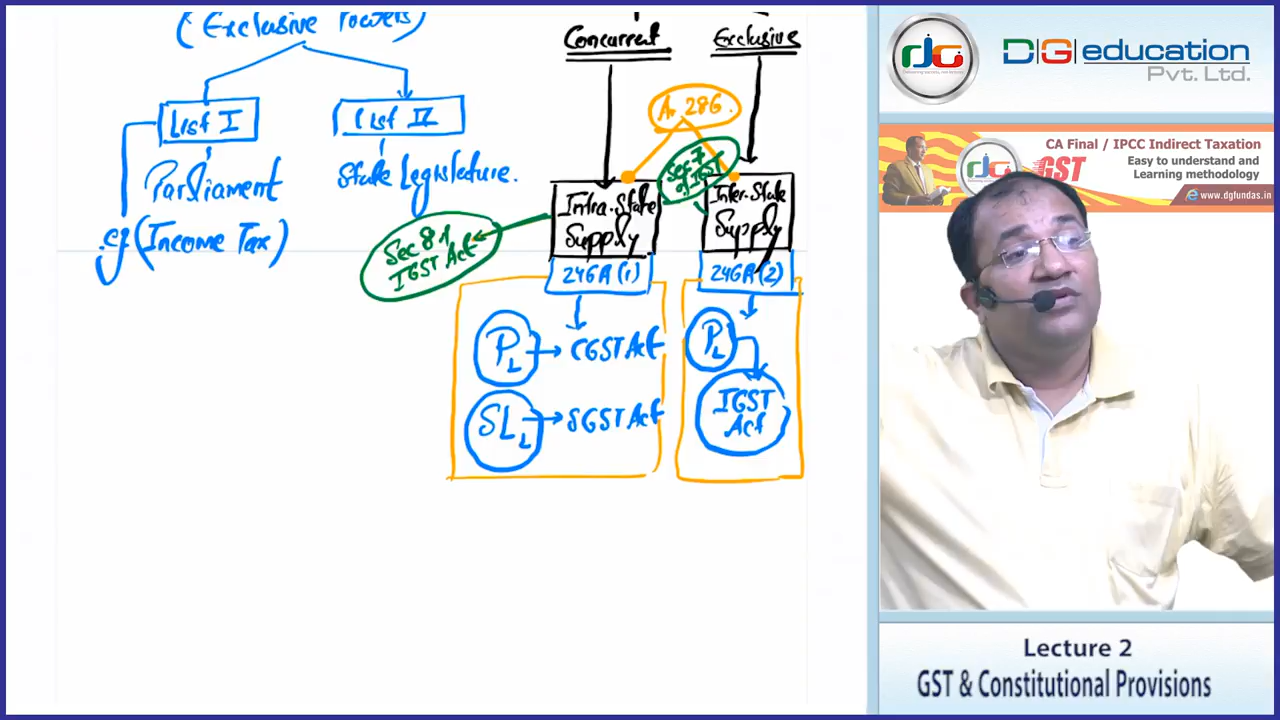 (Exclusive Powers)
List I
List II
Parliament
State Legislature.
eg (Income Tax)
Concurrent
Exclusive
A. 286.
Sec 7
of IGST
Intra-State
Supply
Inter-State
Supply
Sec 8 of
IGST Act
246A (1)
246A (2)
PL → CGST Act
SLL → SGST Act
PL
IGST
Act
DG education
Pvt. Ltd.
CA Final / IPCC Indirect Taxation
GST
Easy to understand and
Learning methodology
www.dgfundas.in
Lecture 2
GST & Constitutional Provisions